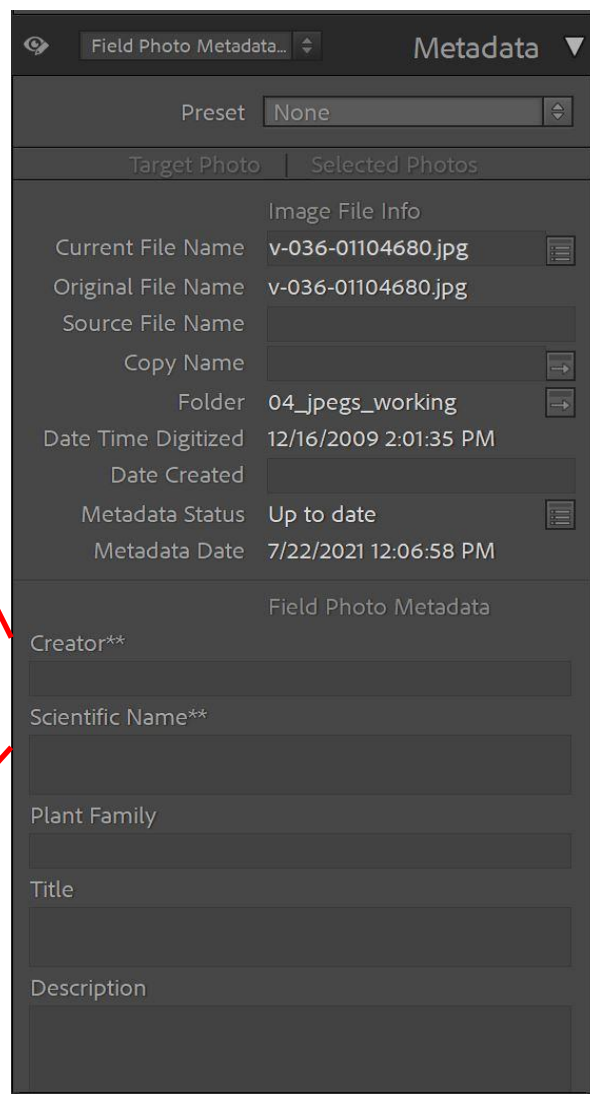 Field Photo Metadata... Metadata
Preset None
Target Photo | Selected Photos
Image File Info
Current File Name v-036-01104680.jpg
Original File Name v-036-01104680.jpg
Source File Name
Copy Name
Folder 04_jpegs_working
Date Time Digitized 12/16/2009 2:01:35 PM
Date Created
Metadata Status Up to date
Metadata Date 7/22/2021 12:06:58 PM
Field Photo Metadata
Creator**
Scientific Name**
Plant Family
Title
Description